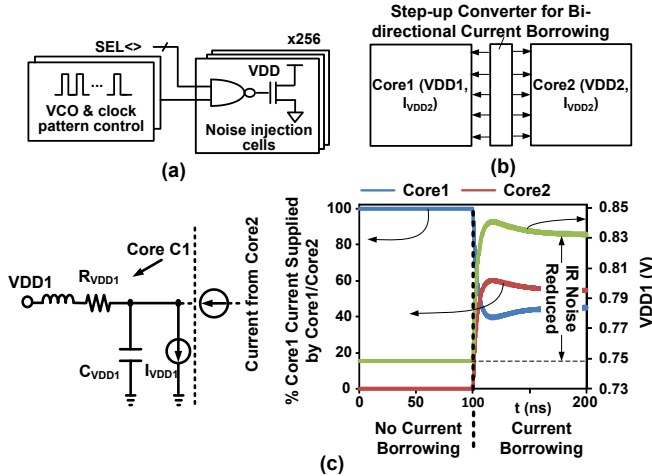 SEL<>
x256
VDD
VCO & clock
pattern control
Noise injection
cells
(a)
Step-up Converter for Bi-
directional Current Borrowing
Core1 (VDD1,
IVDD2)
Core2 (VDD2,
IVDD2)
(b)
Core C1
VDD1
RVDD1
CVDD1
IVDD1
Current from Core2
Core1
Core2
% Core1 Current Supplied
by Core1/Core2
100
80
60
40
20
0
0.85
0.83
0.81
0.79
0.77
0.75
0.73
VDD1 (V)
IR Noise
Reduced
0
50
100
150
200
t (ns)
No Current
Borrowing
Current
Borrowing
(c)